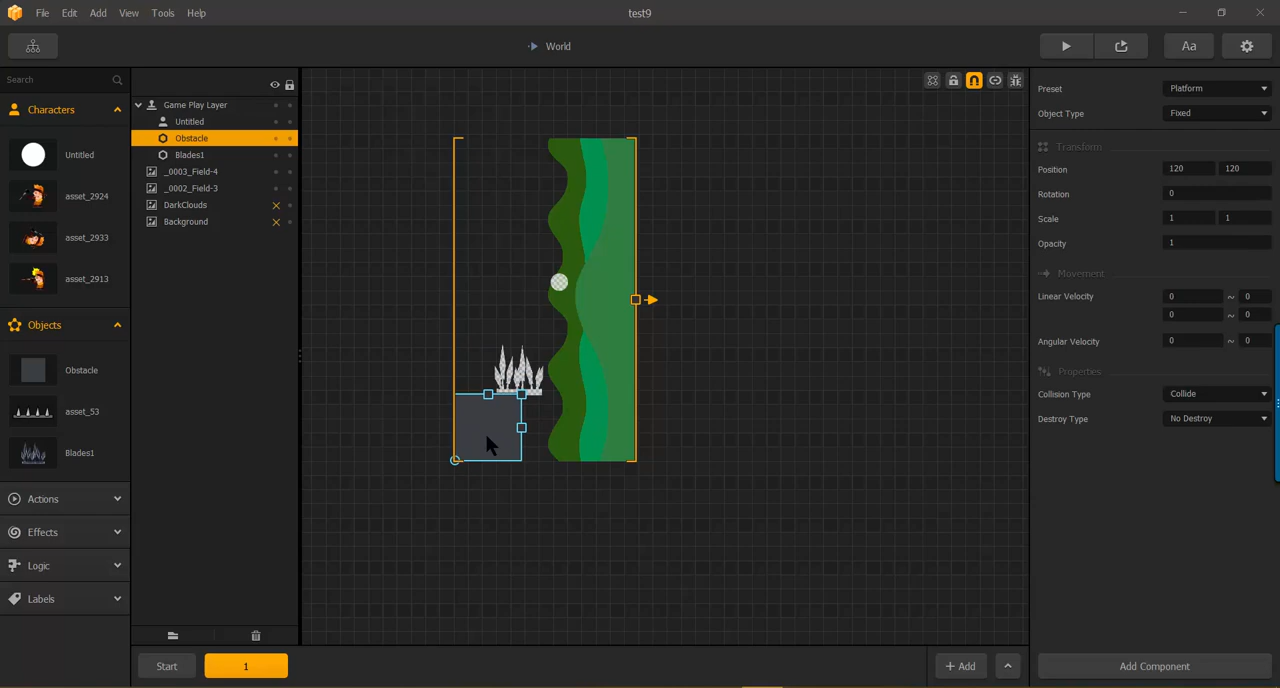 File Edit Add View Tools Help test9
World Aa
Search
Characters
Untitled
asset_2924
asset_2933
asset_2913
Objects
Obstacle
asset_53
Blades1
Actions
Effects
Logic
Labels
Game Play Layer
Untitled
Obstacle
Blades1
_0003_Field-4
_0002_Field-3
DarkClouds
Background
Start 1 + Add
Preset Platform
Object Type Fixed
Transform
Position 120 120
Rotation 0
Scale 1 1
Opacity 1
Movement
Linear Velocity 0 ~ 0
0 ~ 0
Angular Velocity 0 ~ 0
Properties
Collision Type Collide
Destroy Type No Destroy
Add Component